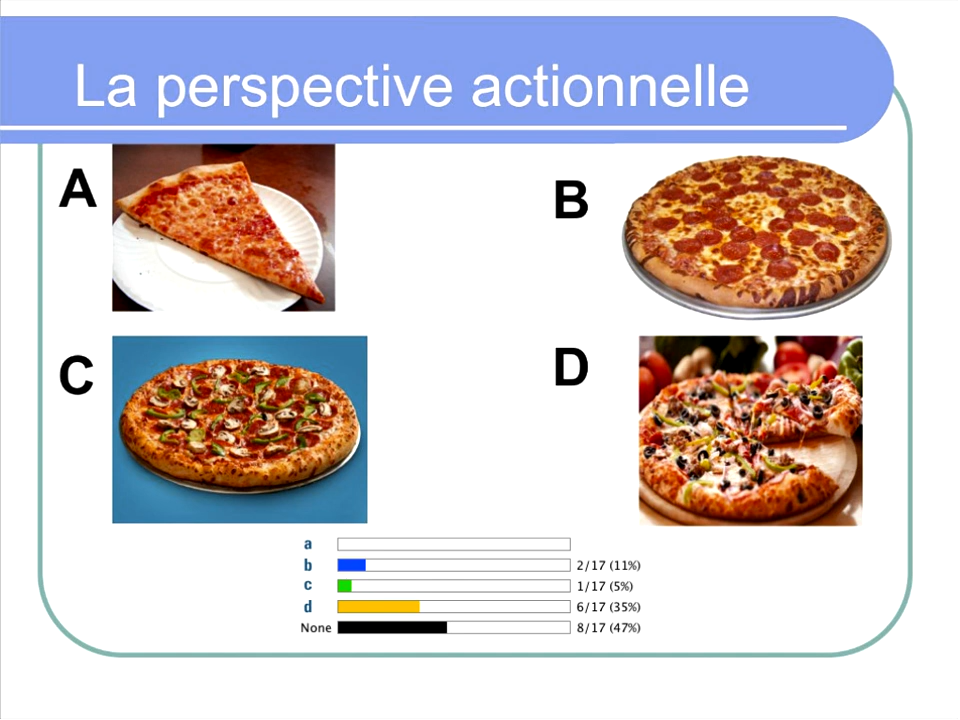 La perspective actionnelle
A
B
C
D
a
b 2/17 (11%)
c 1/17 (5%)
d 6/17 (35%)
None 8/17 (47%)